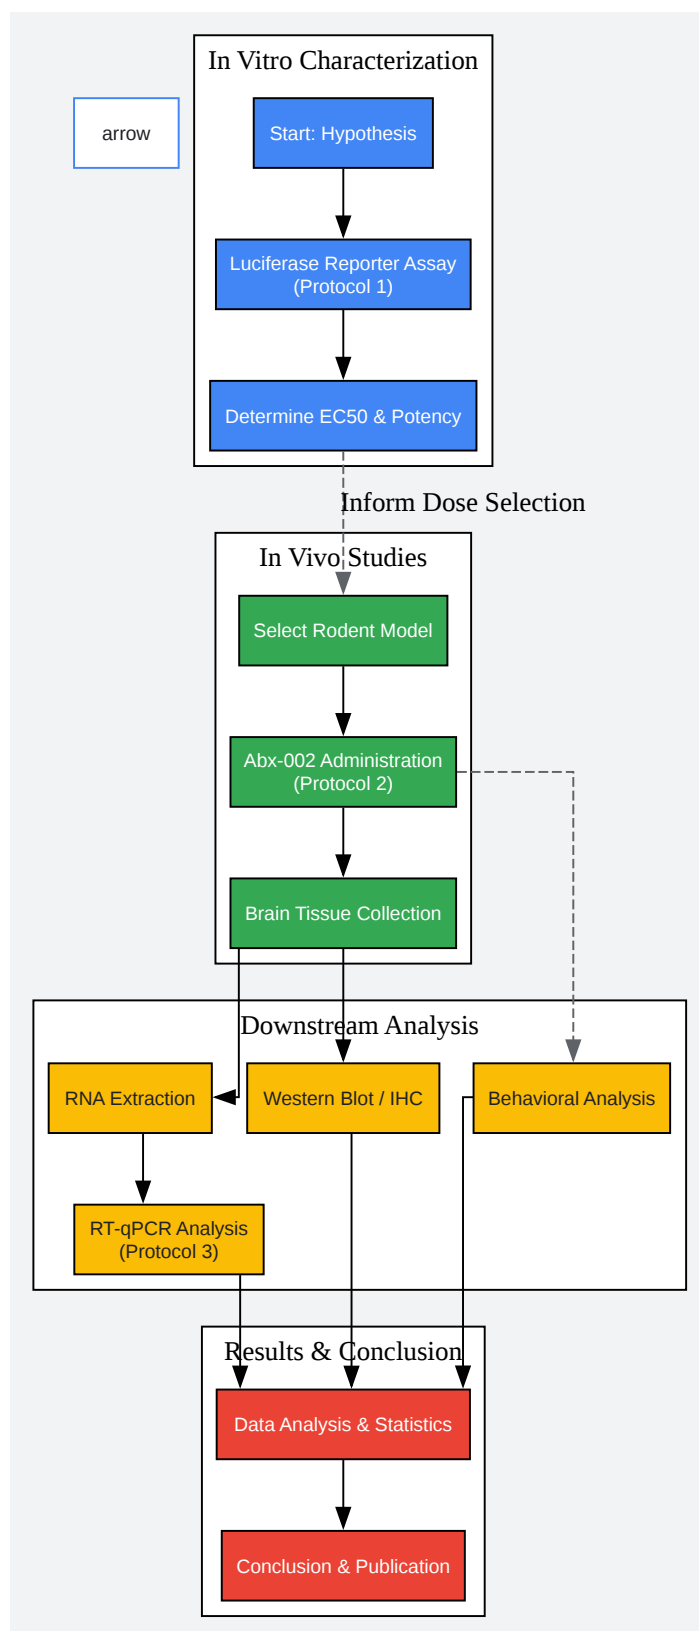 In Vitro Characterization
arrow
Start: Hypothesis
Luciferase Reporter Assay
(Protocol 1)
Determine EC50 & Potency
Inform Dose Selection
In Vivo Studies
Select Rodent Model
Abx-002 Administration
(Protocol 2)
Brain Tissue Collection
Downstream Analysis
RNA Extraction
Western Blot / IHC
Behavioral Analysis
RT-qPCR Analysis
(Protocol 3)
Results & Conclusion
Data Analysis & Statistics
Conclusion & Publication